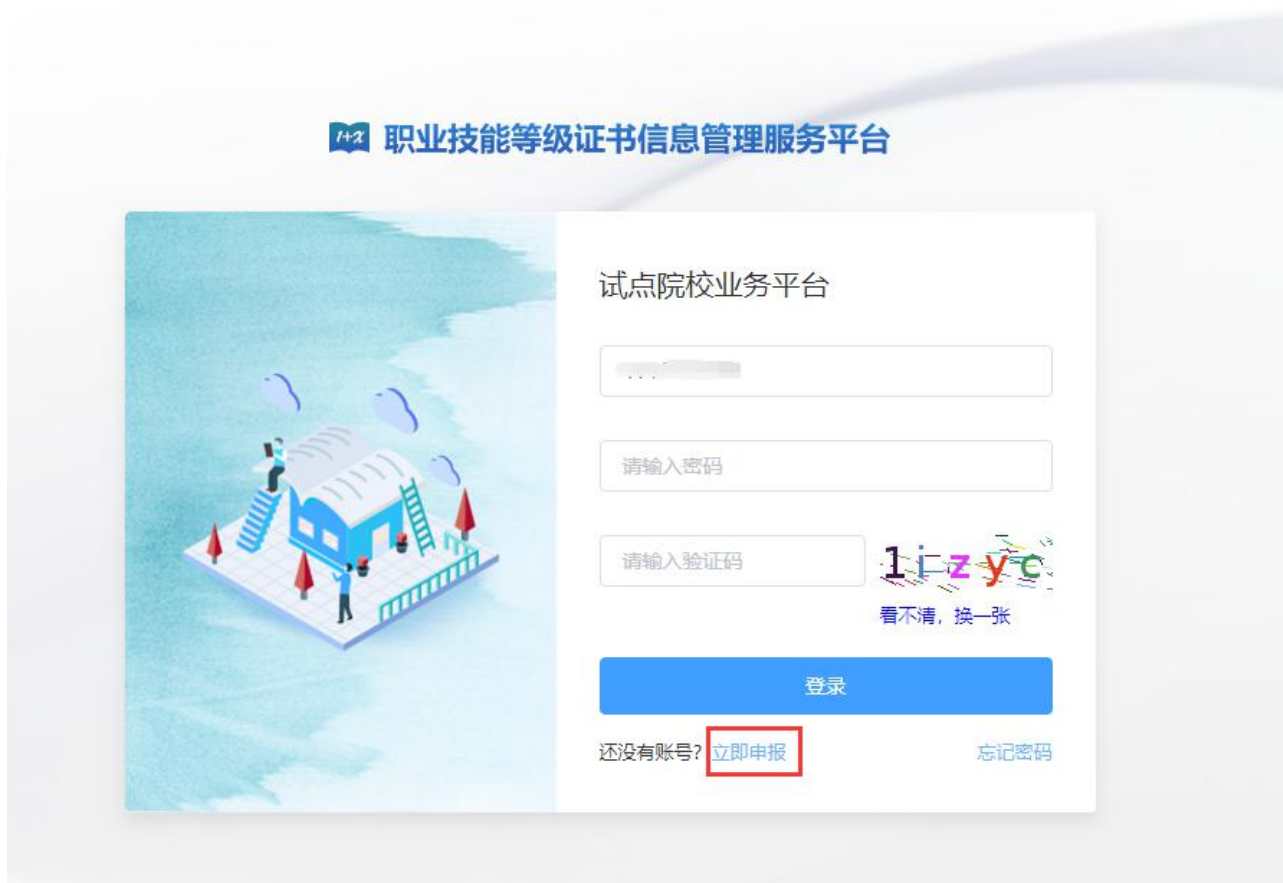 1+X 职业技能等级证书信息管理服务平台
试点院校业务平台
请输入密码
请输入验证码
1izyc
看不清，换一张
登录
还没有账号？立即申报 忘记密码